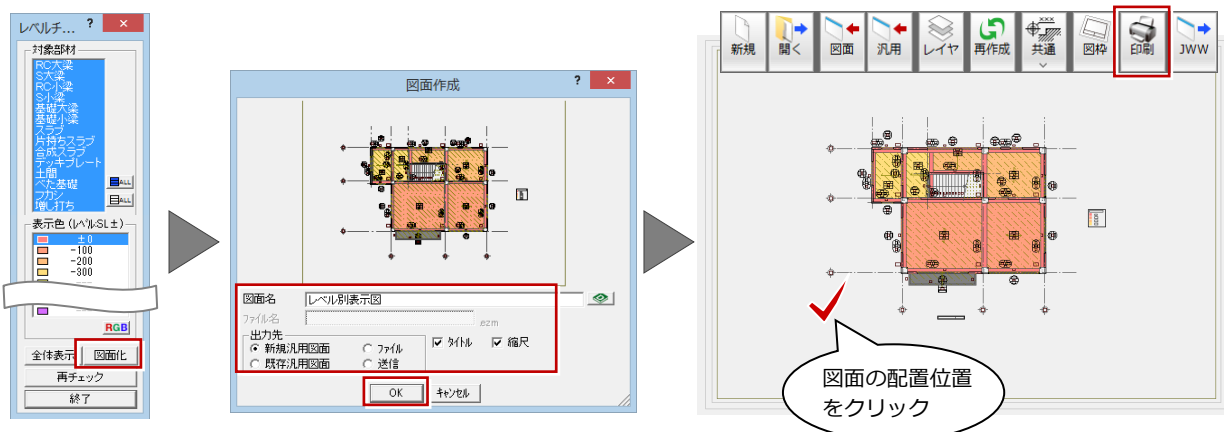 レベルチ... ? ×
対象部材
RC大梁
S大梁
RC小梁
S小梁
基礎大梁
基礎小梁
スラブ
片持ちスラブ
合成スラブ
デッキプレート
土間
べた基礎
フカシ
増し打ち
ALL
ALL
表示色 (レベルSL±)
±0
-100
-200
-300
RGB
全体表示 図面化
再チェック
終了
図面作成 ? ×
図面名 レベル別表示図
ファイル名 .ezm
出力先
新規汎用図面 ファイル
既存汎用図面 送信
タイトル 縮尺
OK キャンセル
新規 開く 図面 汎用 レイヤ 再作成 共通 図枠 印刷 JWW
図面の配置位置
をクリック